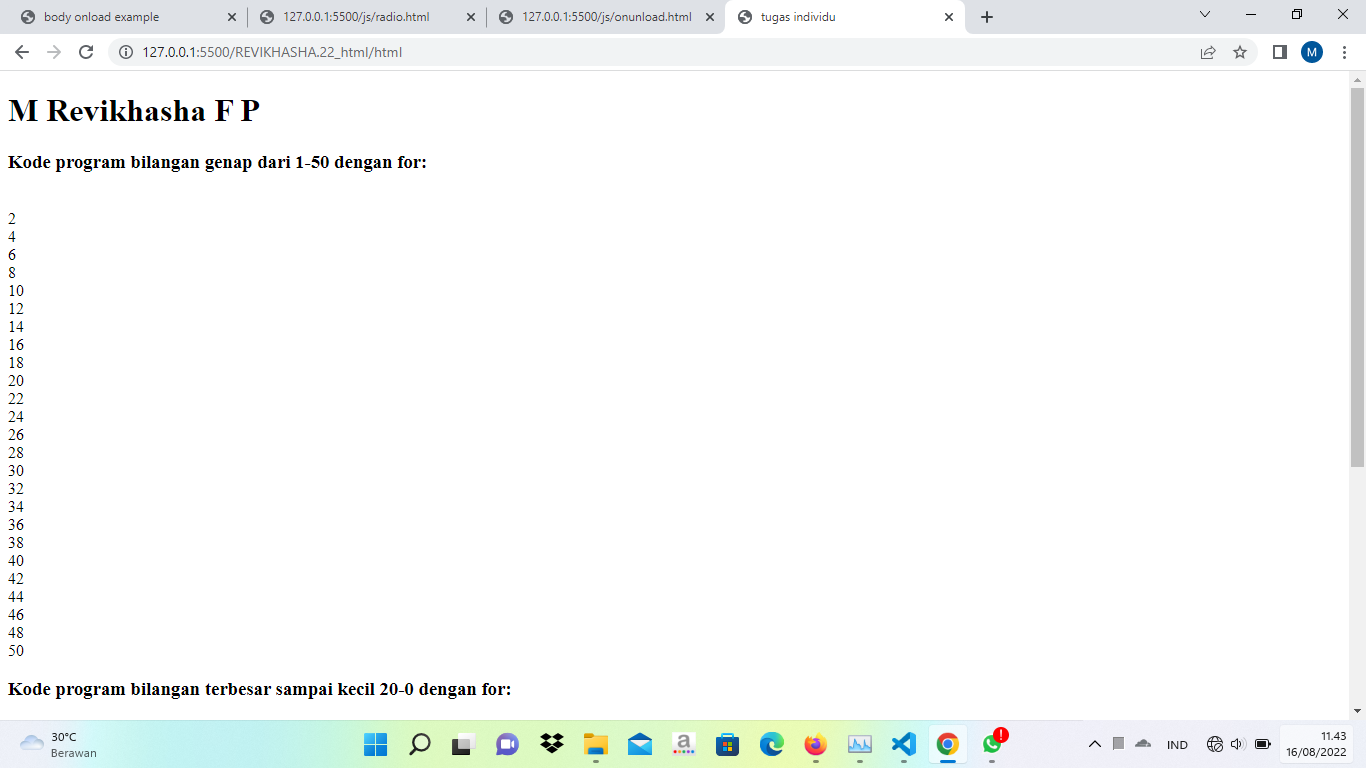 body onload example
127.0.0.1:5500/js/radio.html
127.0.0.1:5500/js/onunload.html
tugas individu
127.0.0.1:5500/REVIKHASHA.22_html/html
M
M Revikhasha F P
Kode program bilangan genap dari 1-50 dengan for:
2
4
6
8
10
12
14
16
18
20
22
24
26
28
30
32
34
36
38
40
42
44
46
48
50
Kode program bilangan terbesar sampai kecil 20-0 dengan for:
30°C
Berawan
a
IND
11.43
16/08/2022